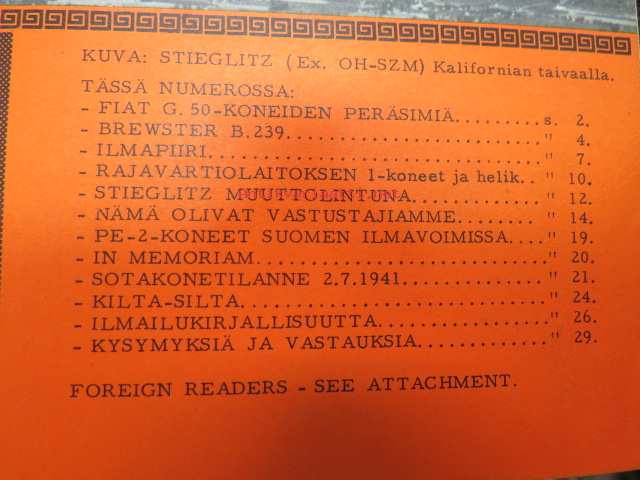 KUVA: STIEGLITZ (Ex. OH-SZM) Kalifornian taivaalla.
TÄSSÄ NUMEROSSA:
- FIAT G.50-KONEIDEN PERÄSIMIÄ........s. 2.
- BREWSTER B.239......................." 4.
- ILMAPIIRI..............................." 7.
- RAJAVARTIOLAITOKSEN 1-koneet ja helik.. " 10.
- STIEGLITZ MUUTTOLINTUNA............" 12.
- NÄMÄ OLIVAT VASTUSTAJIAMME........" 14.
- PE-2-KONEET SUOMEN ILMAVOIMISSA...." 19.
- IN MEMORIAM.........................." 20.
- SOTAKONETILANNE 2.7.1941............." 21.
- KILTA-SILTA............................" 24.
- ILMAILUKIRJALLISUUTTA..............." 26.
- KYSYMYKSIÄ JA VASTAUKSIA............" 29.
FOREIGN READERS - SEE ATTACHMENT.